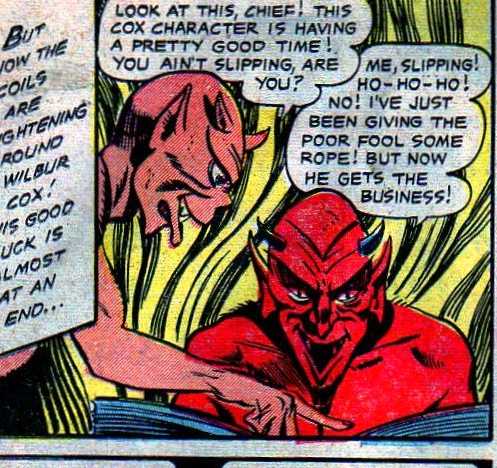 BUT
NOW THE
COILS
ARE
TIGHTENING
ROUND
WILBUR
COX!
HIS GOOD
LUCK IS
ALMOST
AT AN
END...
LOOK AT THIS, CHIEF! THIS
COX CHARACTER IS HAVING
A PRETTY GOOD TIME!
YOU AIN'T SLIPPING, ARE
YOU?
ME, SLIPPING!
HO-HO-HO!
NO! I'VE JUST
BEEN GIVING THE
POOR FOOL SOME
ROPE! BUT NOW
HE GETS THE
BUSINESS!